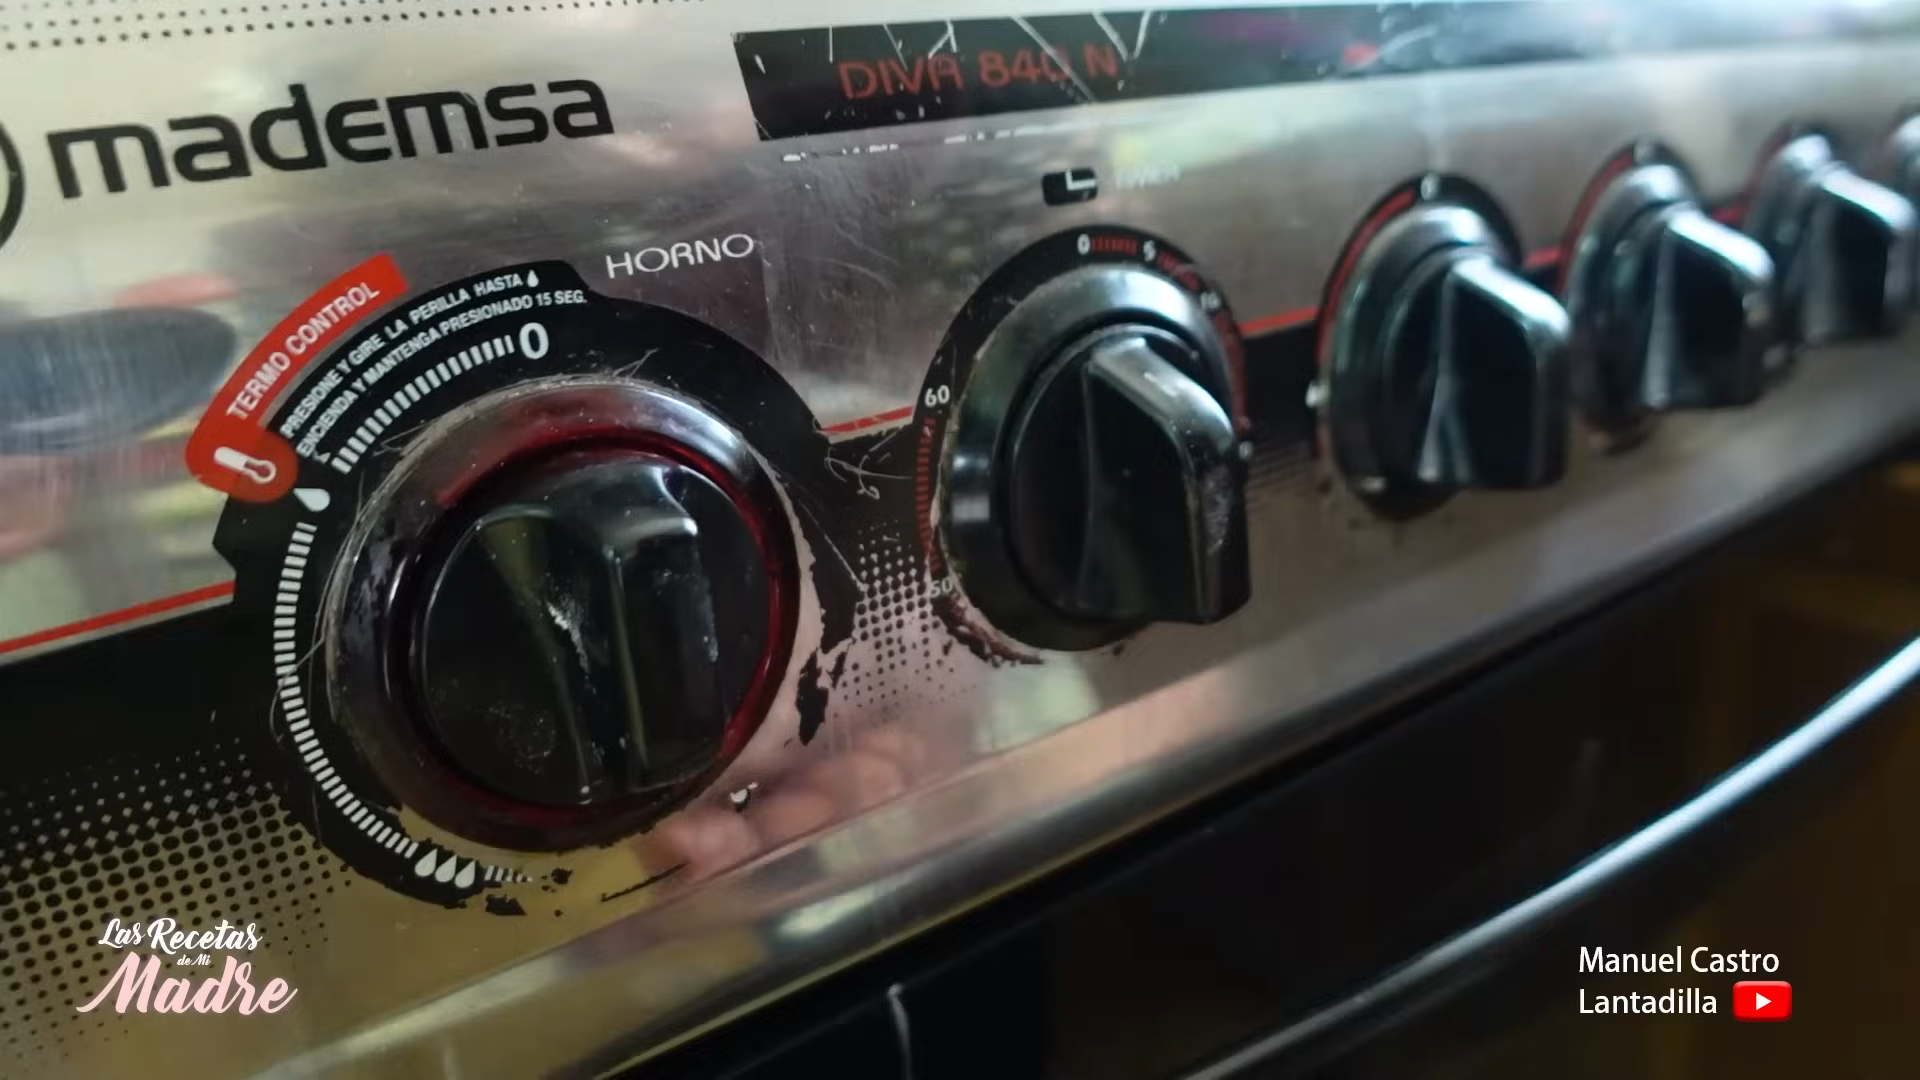 mademsa
DIVA 840 N
HORNO
TERMO CONTROL
PRESIONE Y GIRE LA PERILLA HASTA
ENCIENDA Y MANTENGA PRESIONADO 15 SEG.
0
0
60
50
0
Las Recetas
de Mi
Madre
Manuel Castro
Lantadilla